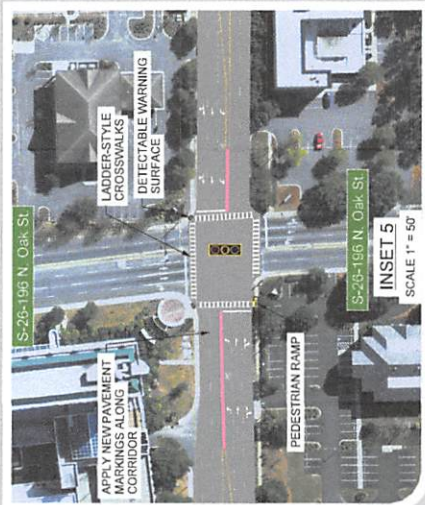 S-26-196 N. Oak St.
LADDER-STYLE
CROSSWALKS
DETECTABLE WARNING
SURFACE
APPLY NEW PAVEMENT
MARKINGS ALONG
CORRIDOR
PEDESTRIAN RAMP
S-26-196 N. Oak St.
INSET 5
SCALE 1" = 50'